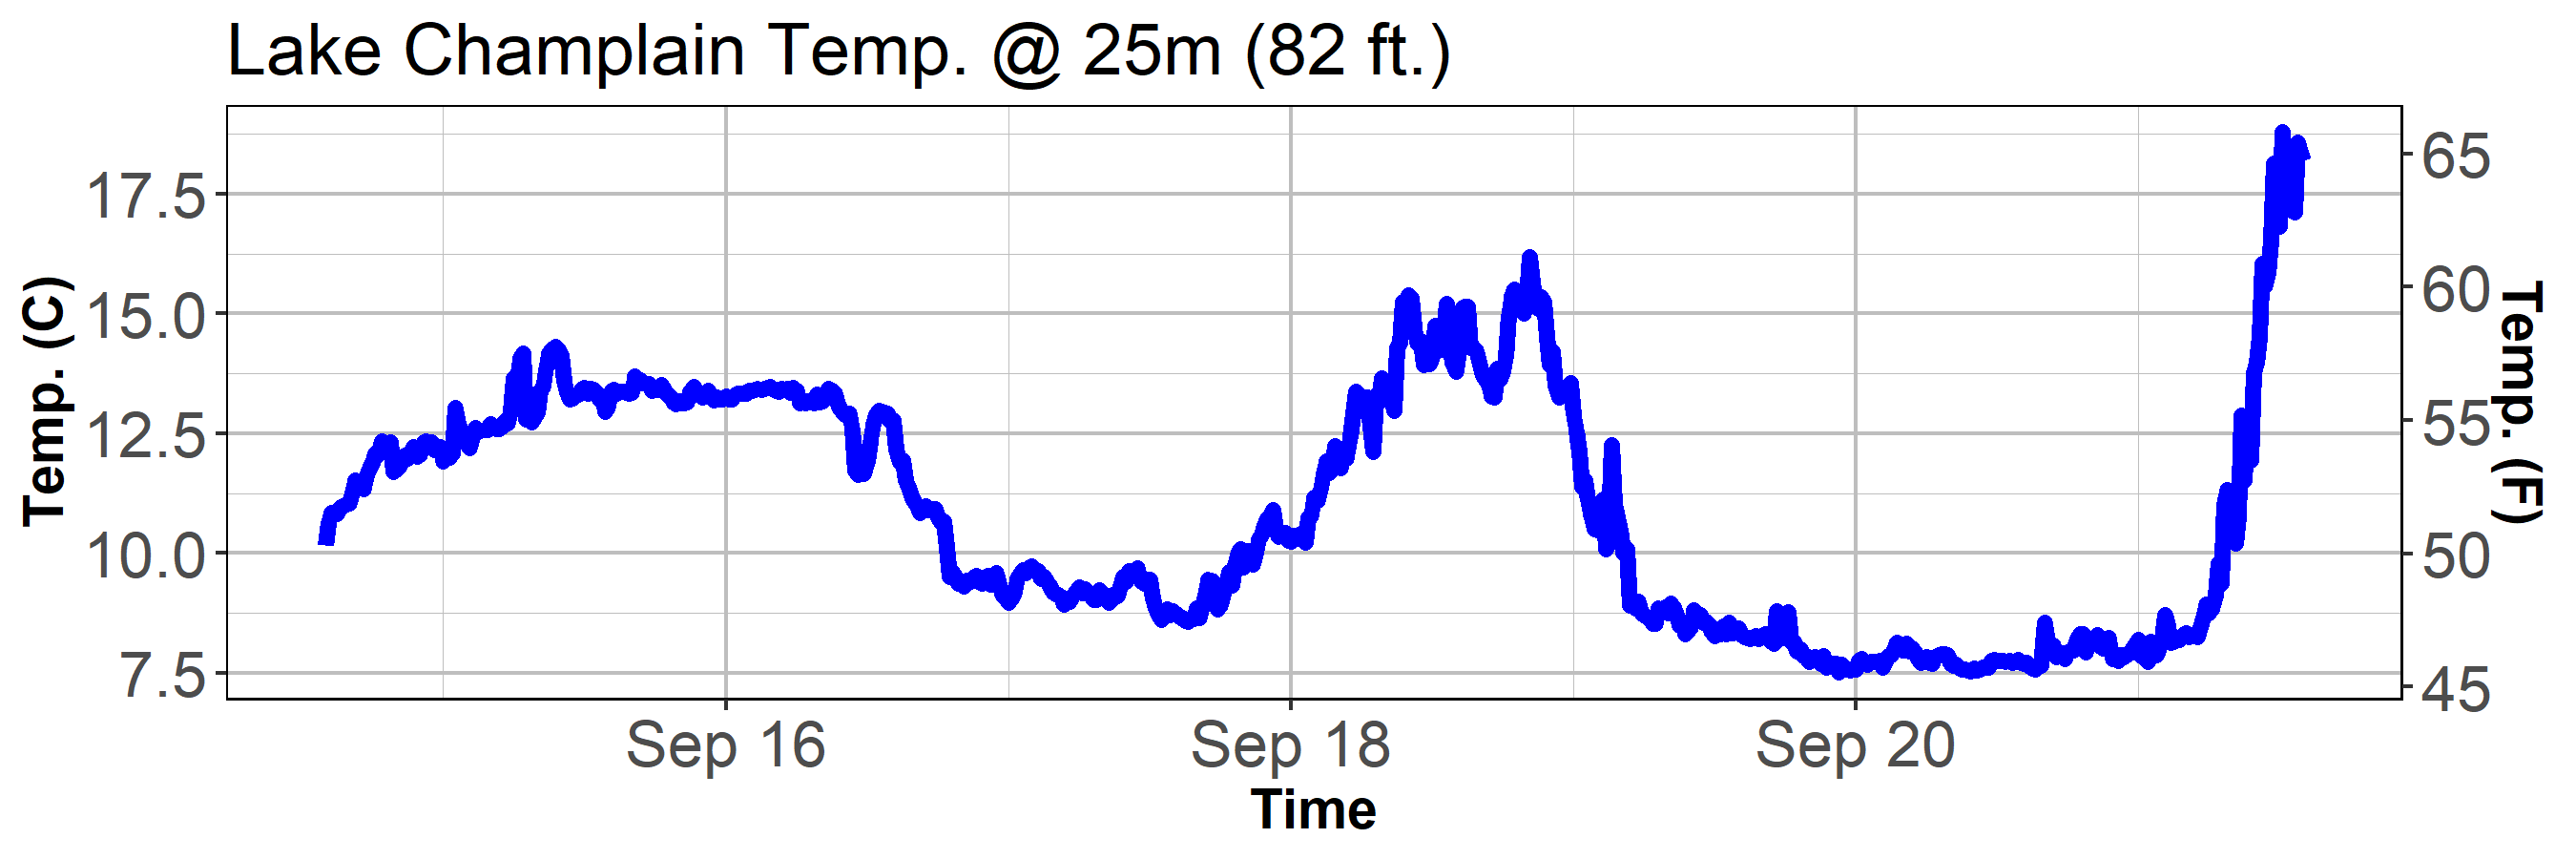 Lake Champlain Temp. @ 25m (82 ft.)
Temp. (C)
17.5
15.0
12.5
10.0
7.5
65
60
55
50
45
Temp. (F)
Sep 16
Sep 18
Sep 20
Time